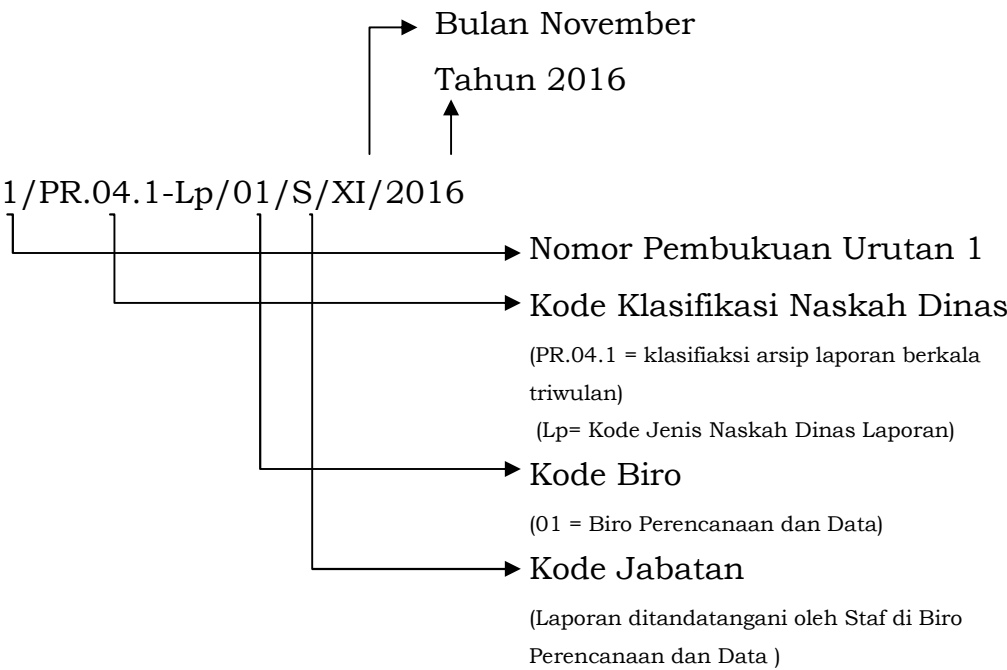 Bulan November
Tahun 2016
1/PR.04.1-Lp/01/S/XI/2016
Nomor Pembukuan Urutan 1
Kode Klasifikasi Naskah Dinas
(PR.04.1 = klasifiaksi arsip laporan berkala
triwulan)
(Lp= Kode Jenis Naskah Dinas Laporan)
Kode Biro
(01 = Biro Perencanaan dan Data)
Kode Jabatan
(Laporan ditandatangani oleh Staf di Biro
Perencanaan dan Data )